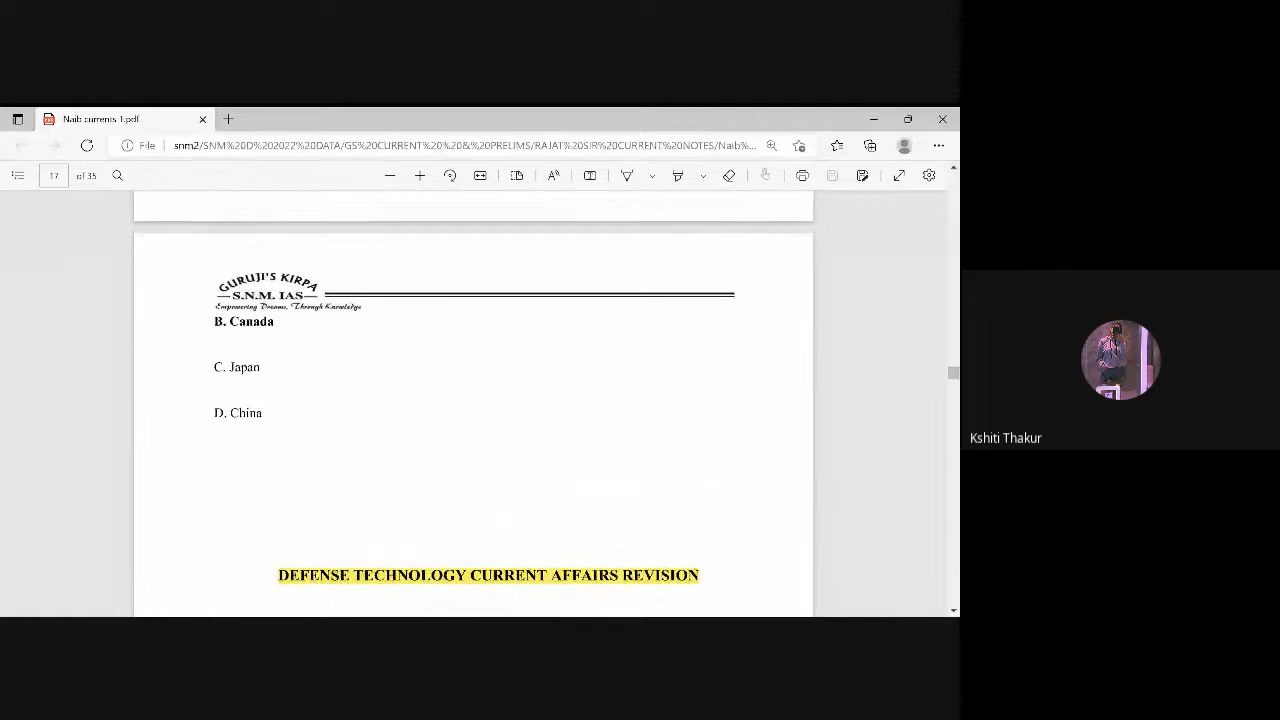 Naib currents 1.pdf
File snm2/SNM%20D%202022%20DATA/GS%20CURRENT%20%20&%20PRELIMS/RAJAT%20SIR%20CURRENT%20NOTES/Naib%...
17 of 35
GURUJI'S KIRPA
S.N.M. IAS
Empowering Dreams, Through Knowledge
B. Canada
C. Japan
D. China
DEFENSE TECHNOLOGY CURRENT AFFAIRS REVISION
Kshiti Thakur